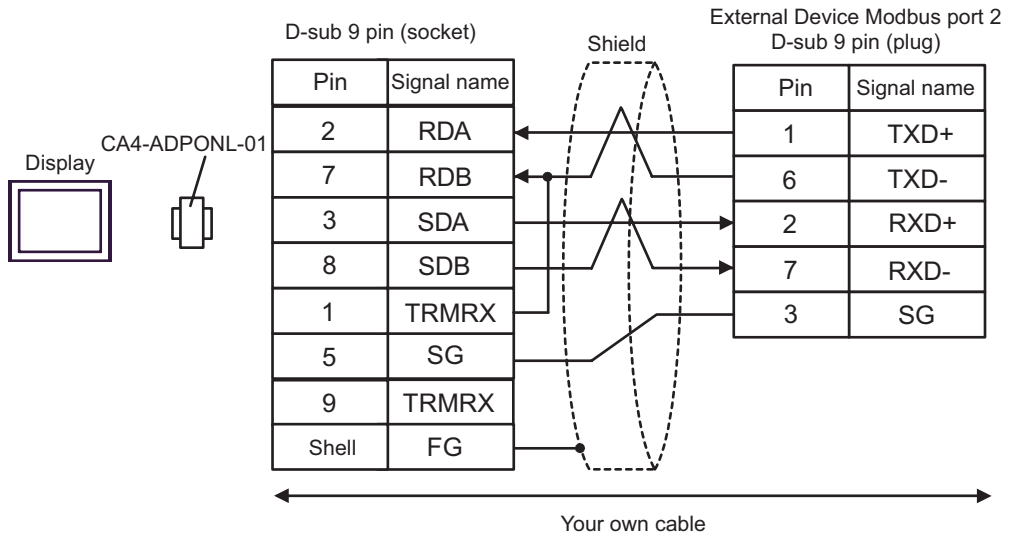 External Device Modbus port 2
D-sub 9 pin (plug)
D-sub 9 pin (socket)
Shield
Pin Signal name
2 RDA
7 RDB
3 SDA
8 SDB
1 TRMRX
5 SG
9 TRMRX
Shell FG
Pin Signal name
1 TXD+
6 TXD-
2 RXD+
7 RXD-
3 SG
CA4-ADPONL-01
Display
Your own cable